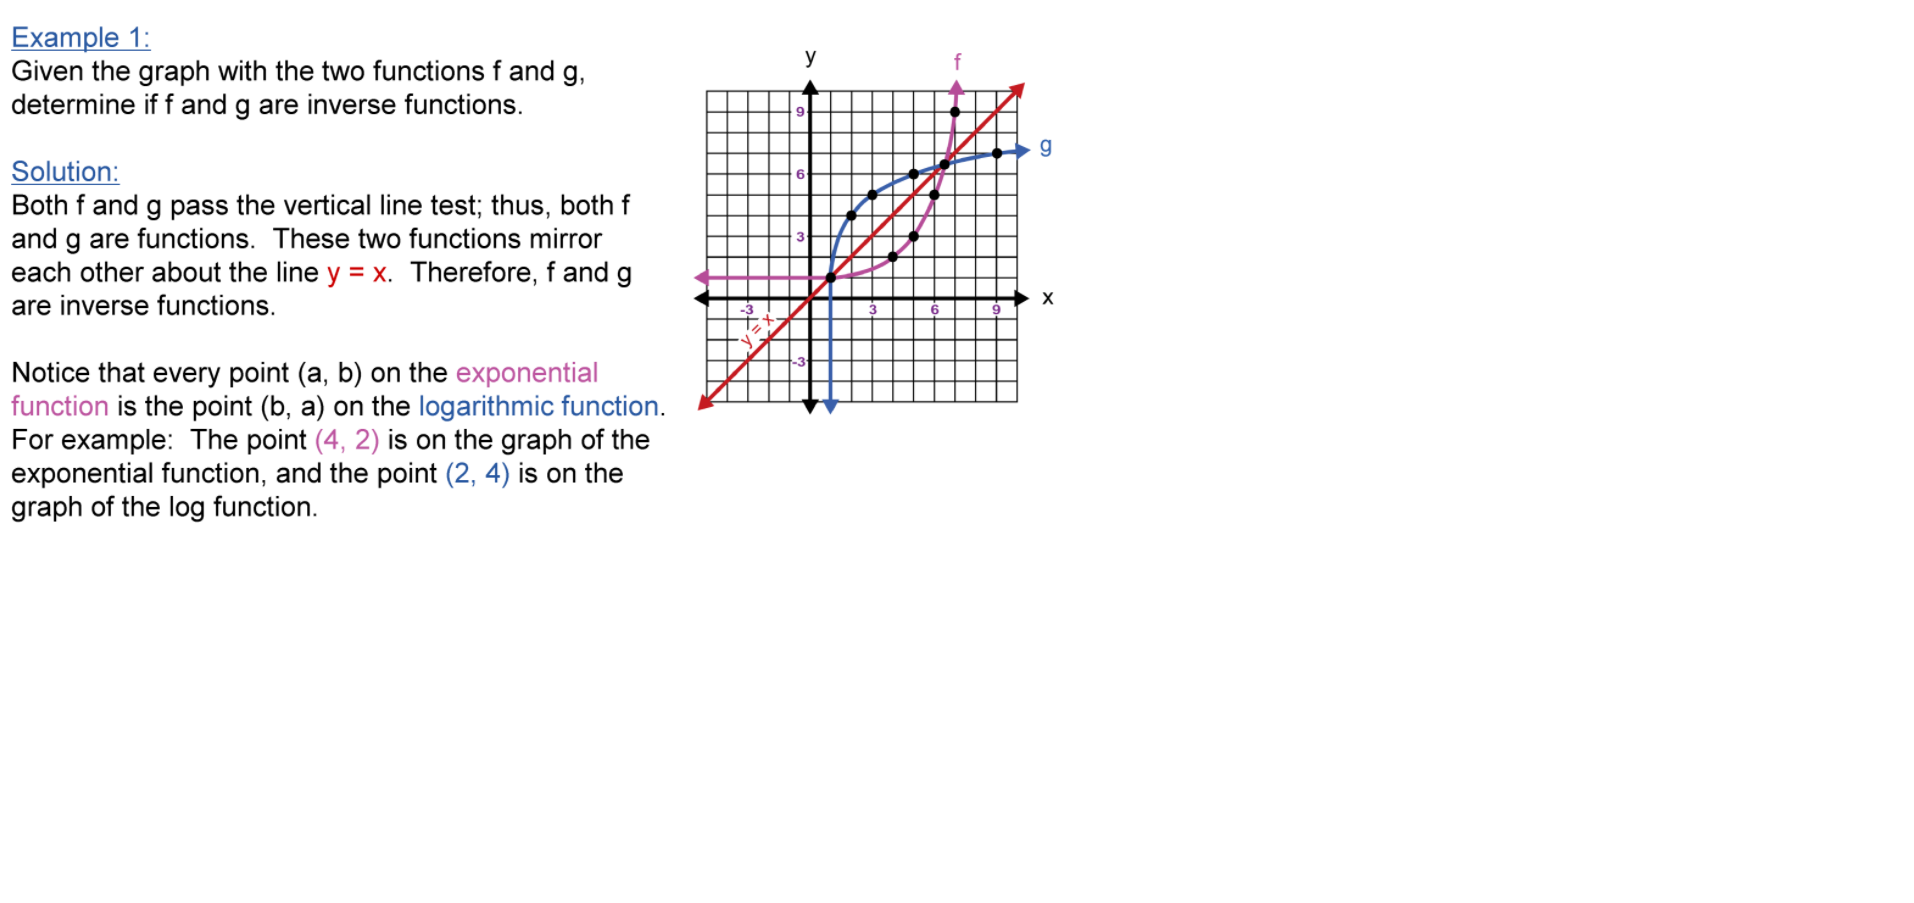 Example 1:
Given the graph with the two functions f and g,
determine if f and g are inverse functions.
Solution:
Both f and g pass the vertical line test; thus, both f
and g are functions.  These two functions mirror
each other about the line y = x.  Therefore, f and g
are inverse functions.
Notice that every point (a, b) on the exponential
function is the point (b, a) on the logarithmic function.
For example:  The point (4, 2) is on the graph of the
exponential function, and the point (2, 4) is on the
graph of the log function.
y
f
9
g
6
3
x
-3
3
6
9
y = x
-3